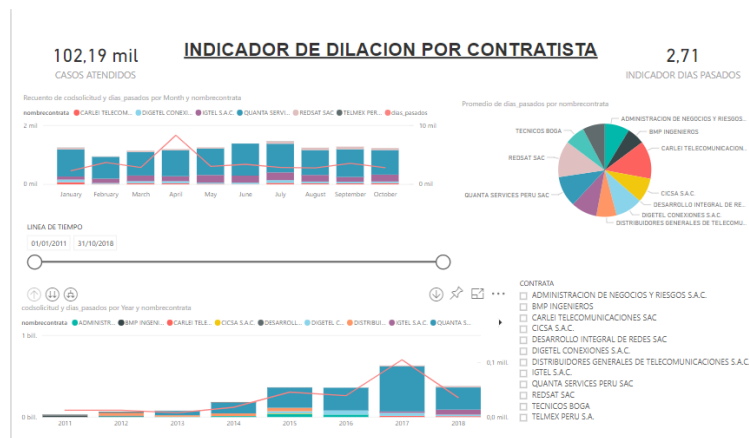 INDICADOR DE DILACION POR CONTRATISTA
102,19 mil
CASOS ATENDIDOS
2,71
INDICADOR DIAS PASADOS
Recuento de codsolicitud y dias_pasados por Month y nombrecontrata
nombrecontrata CARLEI TELECOM... DIGETEL CONEXI... IGTEL S.A.C. QUANTA SERVI... REDSAT SAC TELMEX PER... dias_pasados
2 mil
10 mil
0 mil
0 mil
January February March April May June July August September October
Promedio de dias_pasados por nombrecontrata
ADMINISTRACION DE NEGOCIOS Y RIESGOS...
BMP INGENIEROS
CARLEI TELECOMUNICACION...
CICSA S.A.C.
DESARROLLO INTEGRAL DE RE...
DIGETEL CONEXIONES S.A.C.
DISTRIBUIDORES GENERALES DE TELECOMU...
QUANTA SERVICES PERU SAC
REDSAT SAC
TECNICOS BOGA
LINEA DE TIEMPO
01/01/2011 31/10/2018
codsolicitud y dias_pasados por Year y nombrecontrata
nombrecontrata ADMINISTR... BMP INGENI... CARLEI TELE... CICSA S.A.C. DESARROLL... DIGETEL C... DISTRIBUI... IGTEL S.A.C. QUANTA S...
1 bill.
0,1 mill.
0 bill.
0,0 mill.
2011 2012 2013 2014 2015 2016 2017 2018
CONTRATA
ADMINISTRACION DE NEGOCIOS Y RIESGOS S.A.C.
BMP INGENIEROS
CARLEI TELECOMUNICACIONES SAC
CICSA S.A.C.
DESARROLLO INTEGRAL DE REDES SAC
DIGETEL CONEXIONES S.A.C.
DISTRIBUIDORES GENERALES DE TELECOMUNICACIONES S.A.C
IGTEL S.A.C.
QUANTA SERVICES PERU SAC
REDSAT SAC
TECNICOS BOGA
TELMEX PERU S.A.